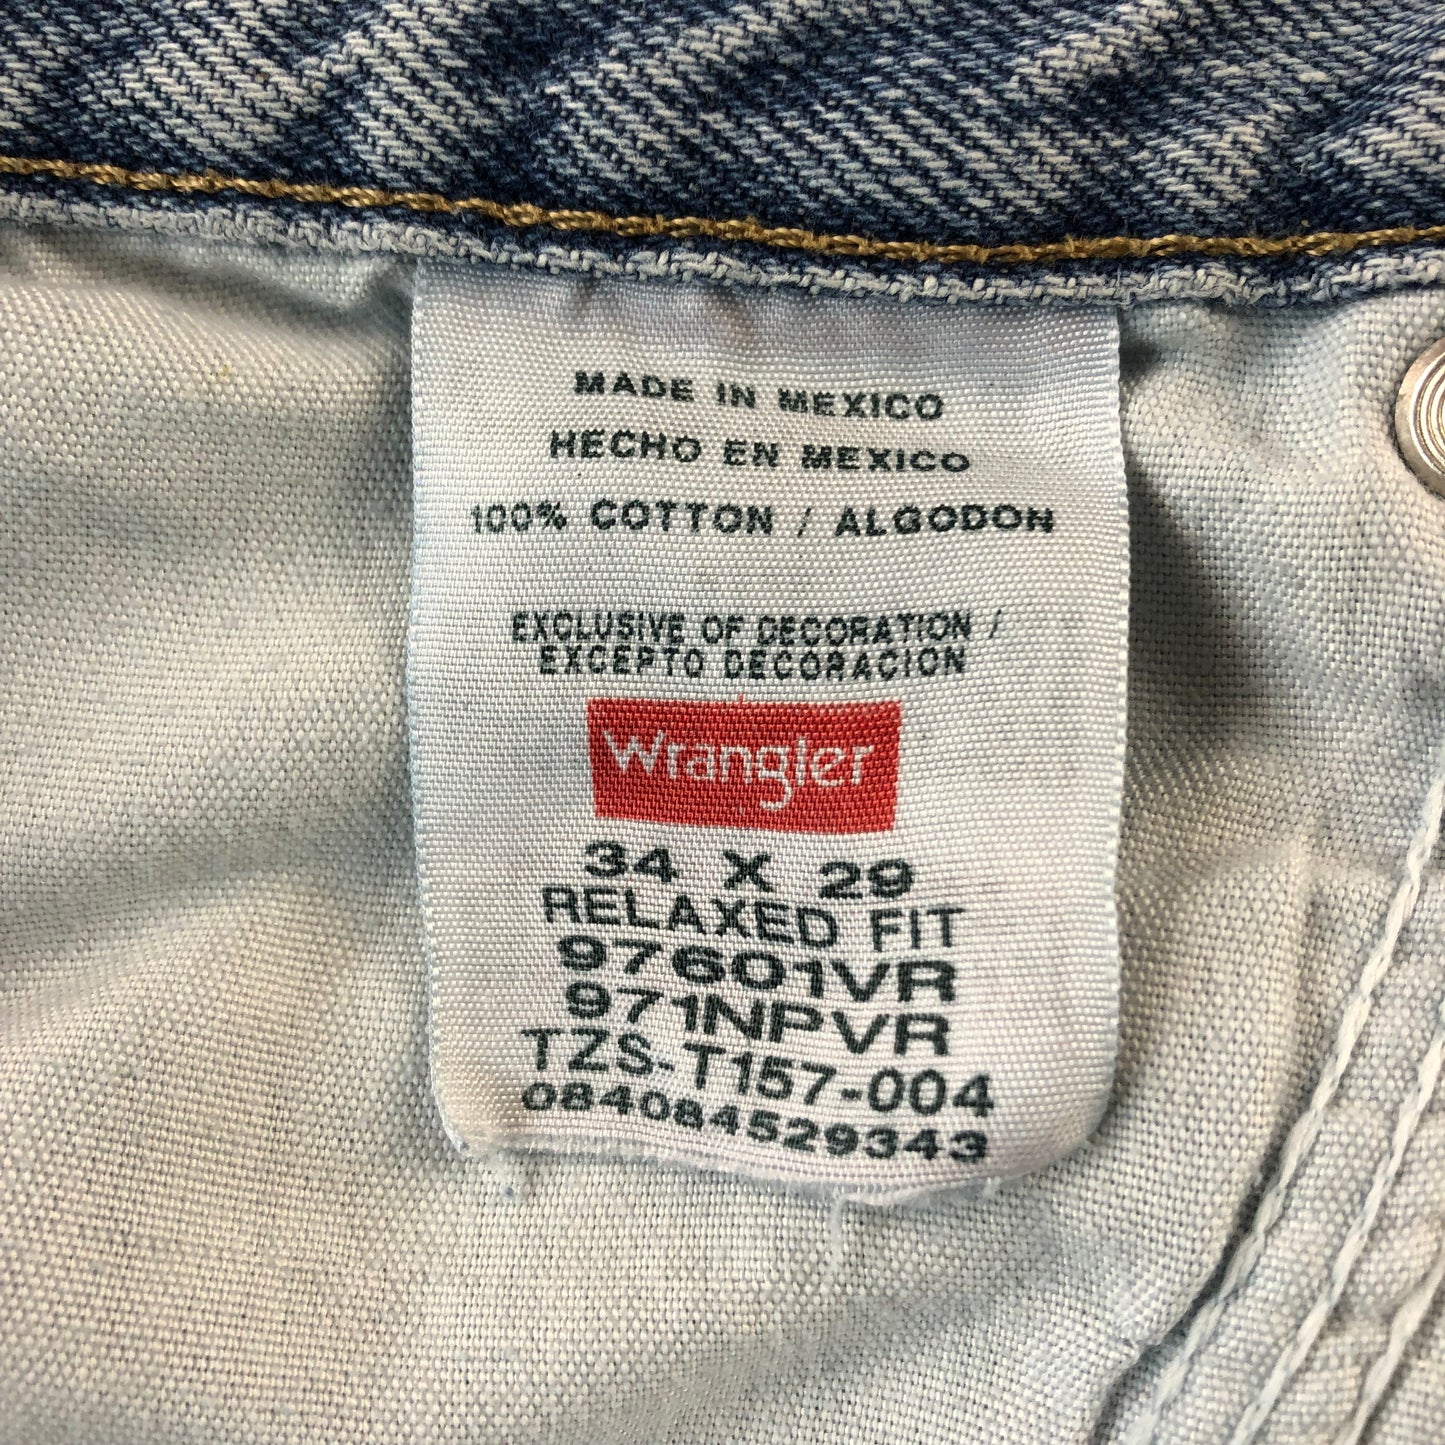 MADE IN MEXICO
HECHO EN MEXICO
100% COTTON / ALGODON
EXCLUSIVE OF DECORATION /
EXCEPTO DECORACION
Wrangler
34 X 29
RELAXED FIT
97601VR
971NPVR
TZS-T157-004
084084529343